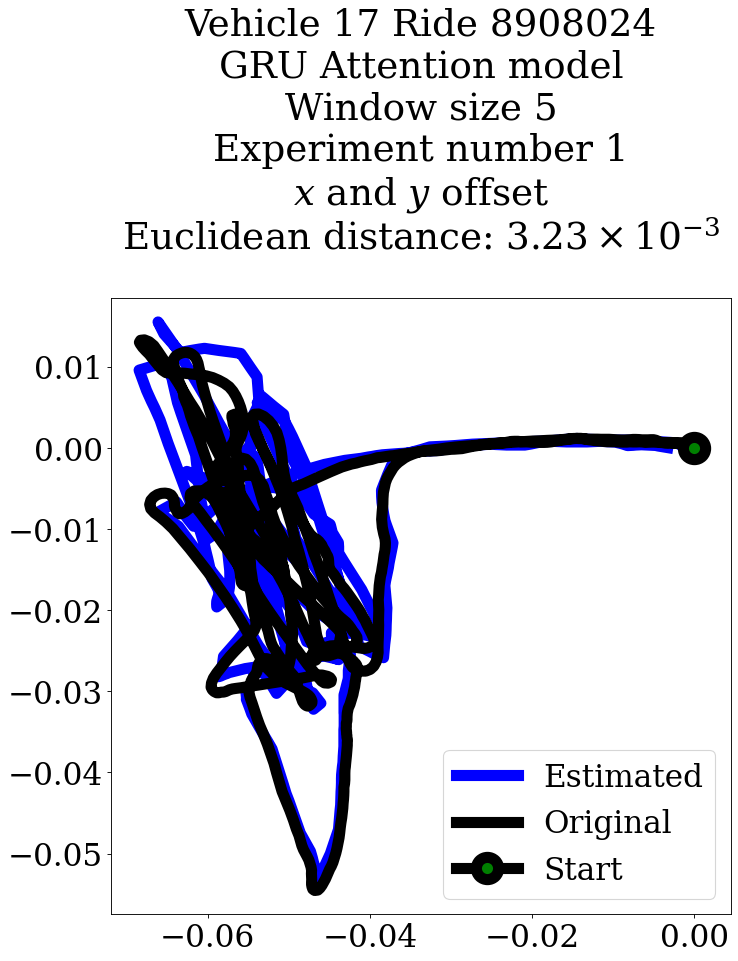 Vehicle 17 Ride 8908024
GRU Attention model
Window size 5
Experiment number 1
x and y offset
Euclidean distance: 3.23 × 10⁻³
0.01
0.00
−0.01
−0.02
−0.03
−0.04
−0.05
Estimated
Original
Start
−0.06 −0.04 −0.02 0.00